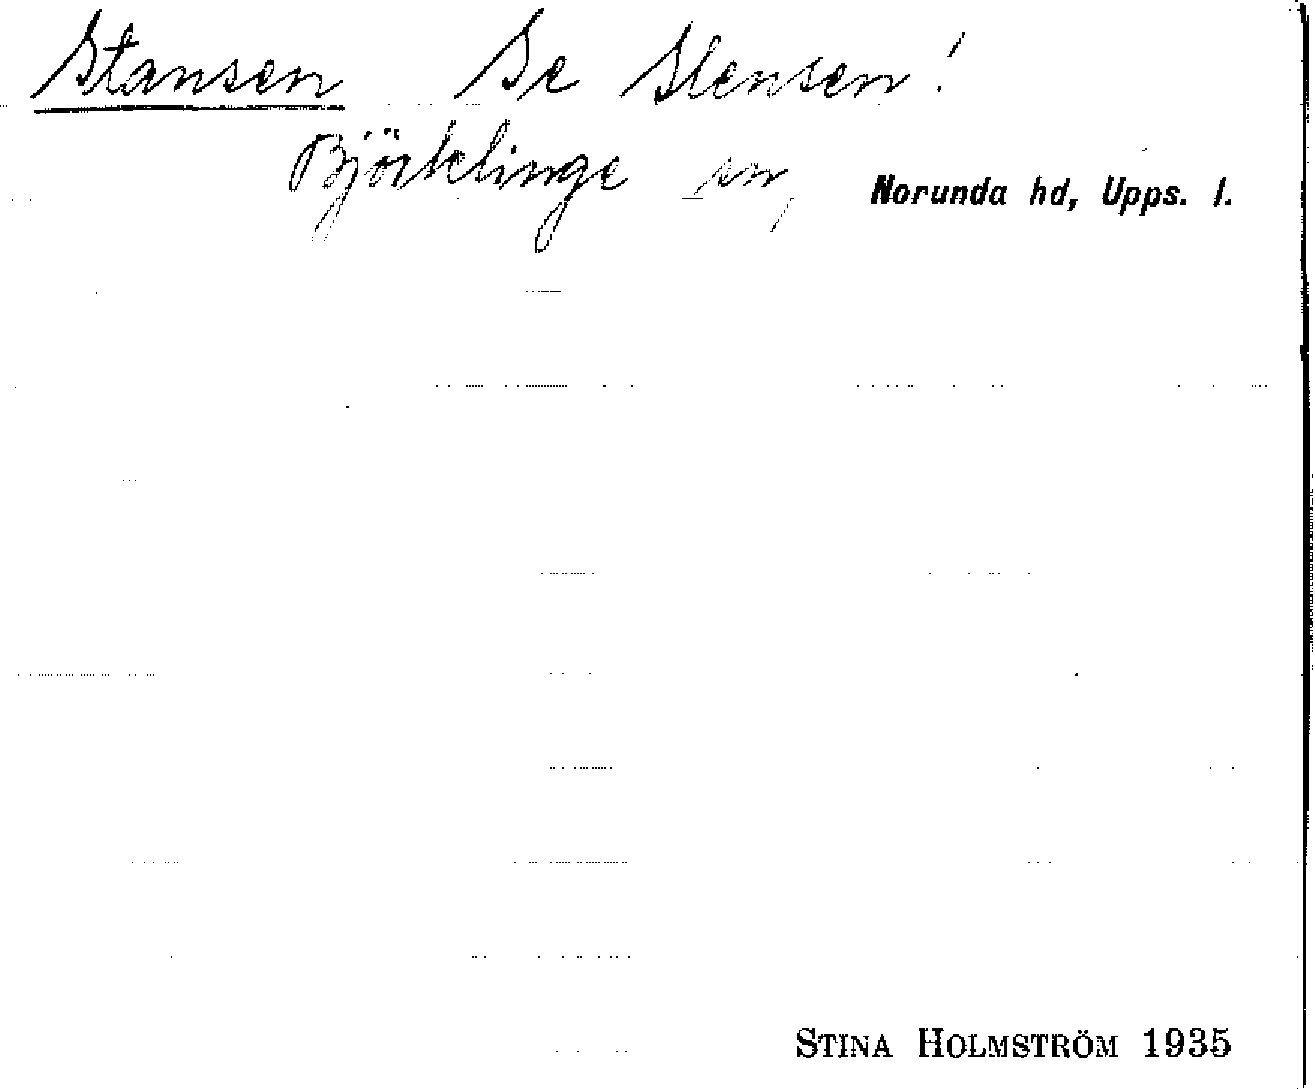 Stansen Se Stensen!
Björklinge sn, Norunda hd, Upps. l.
STINA HOLMSTRÖM 1935